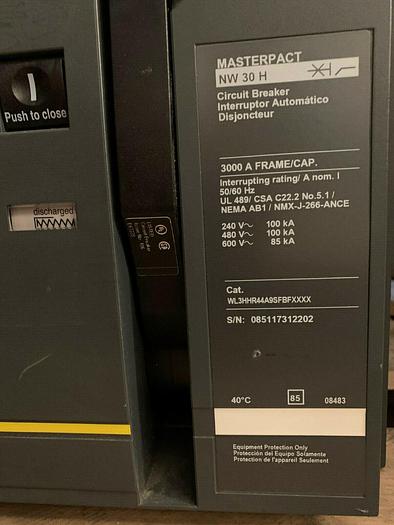 Push to close
discharged
MASTERPACT
NW 30 H
Circuit Breaker
Interruptor Automático
Disjoncteur
3000 A FRAME/CAP.
Interrupting rating/ A nom. I
50/60 Hz
UL 489/ CSA C22.2 No.5.1 /
NEMA AB1 / NMX-J-266-ANCE
240 V~ 100 kA
480 V~ 100 kA
600 V~ 85 kA
Cat.
WL3HHR44A9SFBFXXXX
S/N: 085117312202
40°C 85 08483
Equipment Protection Only
Protección del Equipo Solamente
Protection de l'appareil Seulement